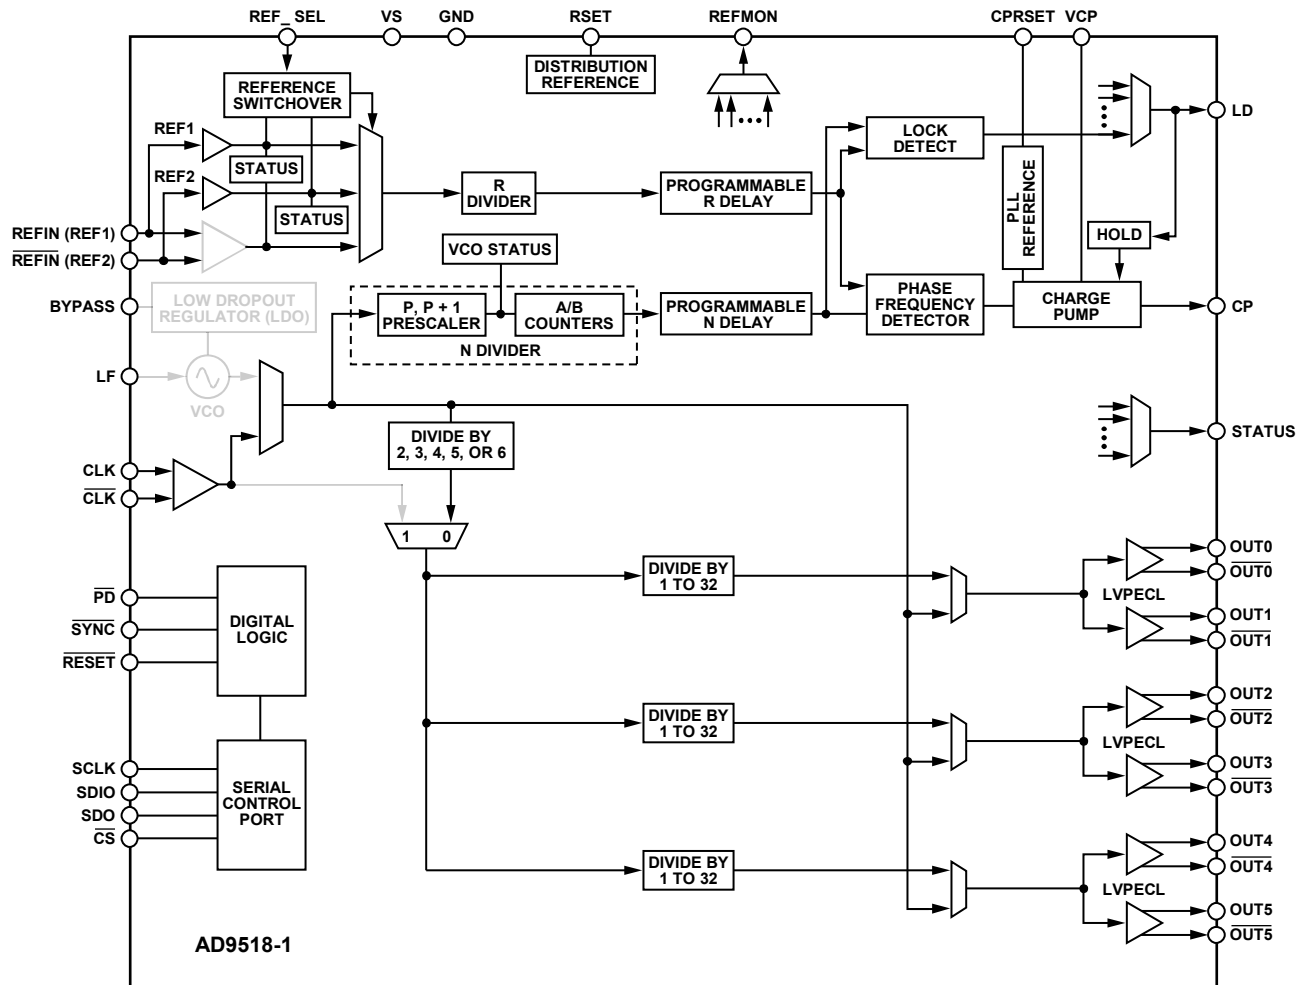 REF_ SEL
VS
GND
RSET
REFMON
CPRSET
VCP
DISTRIBUTION
REFERENCE
REFERENCE
SWITCHOVER
REF1
STATUS
REF2
STATUS
R
DIVIDER
PROGRAMMABLE
R DELAY
LOCK
DETECT
LD
PLL
REFERENCE
HOLD
REFIN (REF1)
REFIN (REF2)
VCO STATUS
BYPASS
LOW DROPOUT
REGULATOR (LDO)
P, P + 1
PRESCALER
A/B
COUNTERS
N DIVIDER
PROGRAMMABLE
N DELAY
PHASE
FREQUENCY
DETECTOR
CHARGE
PUMP
CP
LF
VCO
STATUS
DIVIDE BY
2, 3, 4, 5, OR 6
CLK
CLK
1 0
DIVIDE BY
1 TO 32
LVPECL
OUT0
OUT0
OUT1
OUT1
PD
SYNC
RESET
DIGITAL
LOGIC
DIVIDE BY
1 TO 32
LVPECL
OUT2
OUT2
OUT3
OUT3
SCLK
SDIO
SDO
CS
SERIAL
CONTROL
PORT
DIVIDE BY
1 TO 32
LVPECL
OUT4
OUT4
OUT5
OUT5
AD9518-1